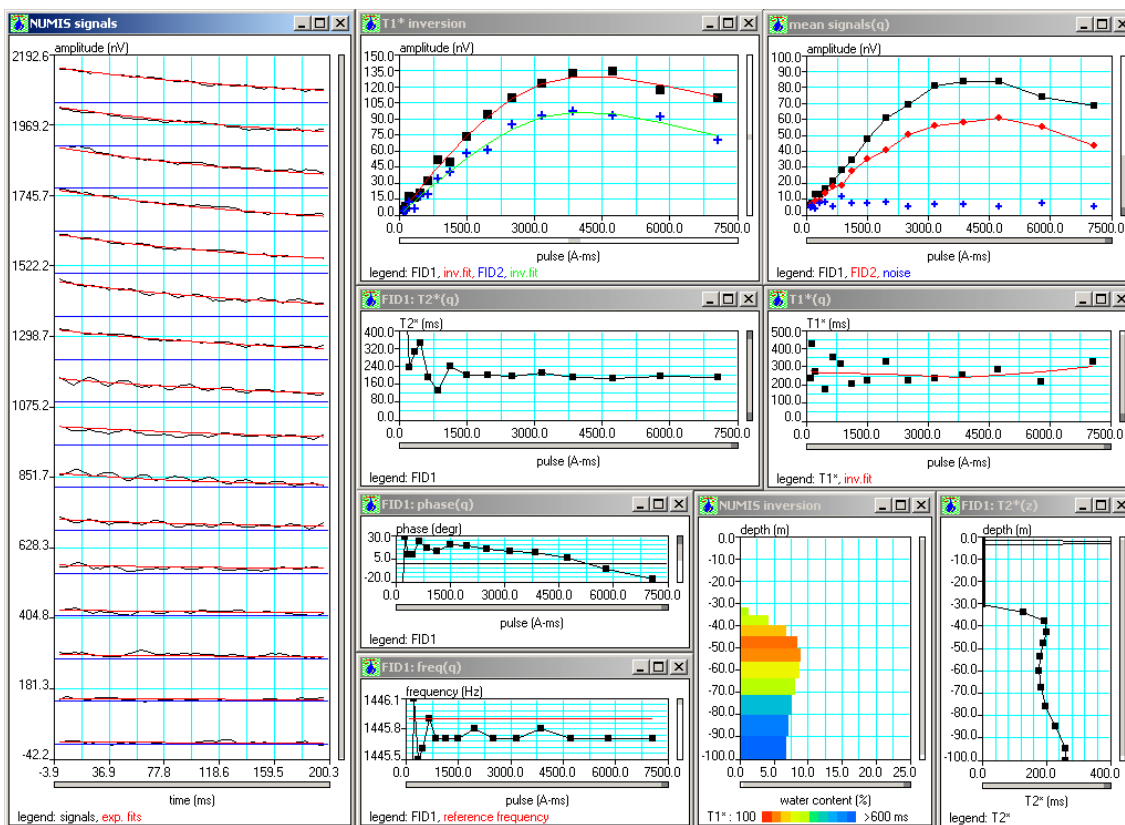 NUMIS signals
amplitude (nV)
2192.6
1969.2
1745.7
1522.2
1298.7
1075.2
851.7
628.3
404.8
181.3
-42.2
-3.9 36.9 77.8 118.6 159.5 200.3
time (ms)
legend: signals, exp. fits
T1* inversion
amplitude (nV)
150.0
135.0
120.0
105.0
90.0
75.0
60.0
45.0
30.0
15.0
0.0
0.0 1500.0 3000.0 4500.0 6000.0 7500.0
pulse (A-ms)
legend: FID1, inv.fit, FID2, inv.fit
mean signals(q)
amplitude (nV)
100.0
90.0
80.0
70.0
60.0
50.0
40.0
30.0
20.0
10.0
0.0
0.0 1500.0 3000.0 4500.0 6000.0 7500.0
pulse (A-ms)
legend: FID1, FID2, noise
FID1: T2*(q)
T2* (ms)
400.0
320.0
240.0
160.0
80.0
0.0
0.0 1500.0 3000.0 4500.0 6000.0 7500.0
pulse (A-ms)
legend: FID1
T1*(q)
T1* (ms)
500.0
400.0
300.0
200.0
100.0
0.0
0.0 1500.0 3000.0 4500.0 6000.0 7500.0
pulse (A-ms)
legend: T1*, inv.fit
FID1: phase(q)
phase (degr)
30.0
5.0
-20.0
0.0 1500.0 3000.0 4500.0 6000.0 7500.0
pulse (A-ms)
legend: FID1
FID1: freq(q)
frequency (Hz)
1446.1
1445.8
1445.5
0.0 1500.0 3000.0 4500.0 6000.0 7500.0
pulse (A-ms)
legend: FID1, reference frequency
NUMIS inversion
depth (m)
0.0
-10.0
-20.0
-30.0
-40.0
-50.0
-60.0
-70.0
-80.0
-90.0
-100.0
0.0 5.0 10.0 15.0 20.0 25.0
water content (%)
T1* : 100 >600 ms
FID1: T2*(z)
depth (m)
0.0
-10.0
-20.0
-30.0
-40.0
-50.0
-60.0
-70.0
-80.0
-90.0
-100.0
0.0 200.0 400.0
T2* (ms)
legend: T2*